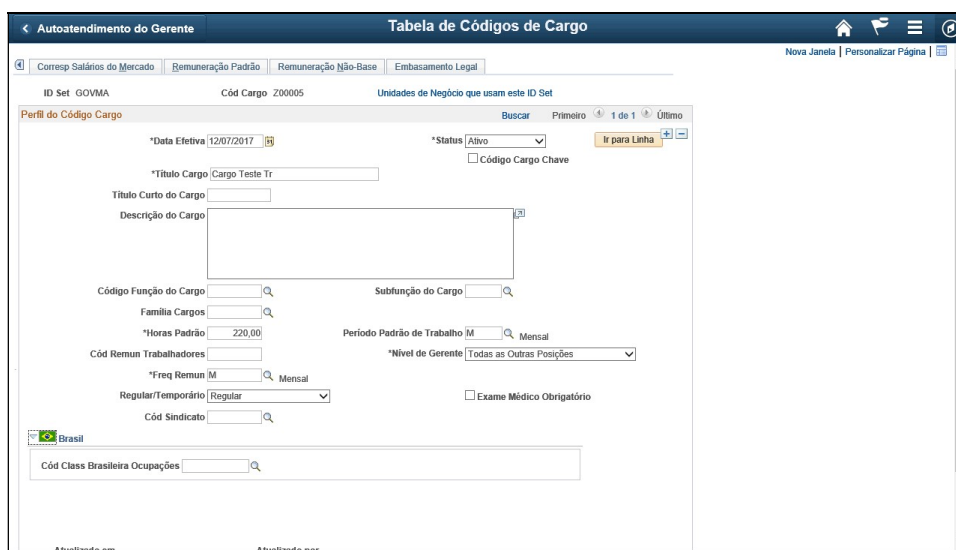 Autoatendimento do Gerente
Tabela de Códigos de Cargo
Nova Janela | Personalizar Página |
Corresp Salários do Mercado
Remuneração Padrão
Remuneração Não-Base
Embasamento Legal
ID Set GOVMA
Cód Cargo Z00005
Unidades de Negócio que usam este ID Set
Perfil do Código Cargo
Buscar
Primeiro 1 de 1 Último
*Data Efetiva 12/07/2017
*Status Ativo
Ir para Linha
Código Cargo Chave
*Título Cargo Cargo Teste Tr
Título Curto do Cargo
Descrição do Cargo
Código Função do Cargo
Subfunção do Cargo
Família Cargos
*Horas Padrão 220,00
Período Padrão de Trabalho M Mensal
Cód Remun Trabalhadores
*Nível de Gerente Todas as Outras Posições
*Freq Remun M Mensal
Regular/Temporário Regular
Exame Médico Obrigatório
Cód Sindicato
Brasil
Cód Class Brasileira Ocupações
Atualizado em
Atualizado por